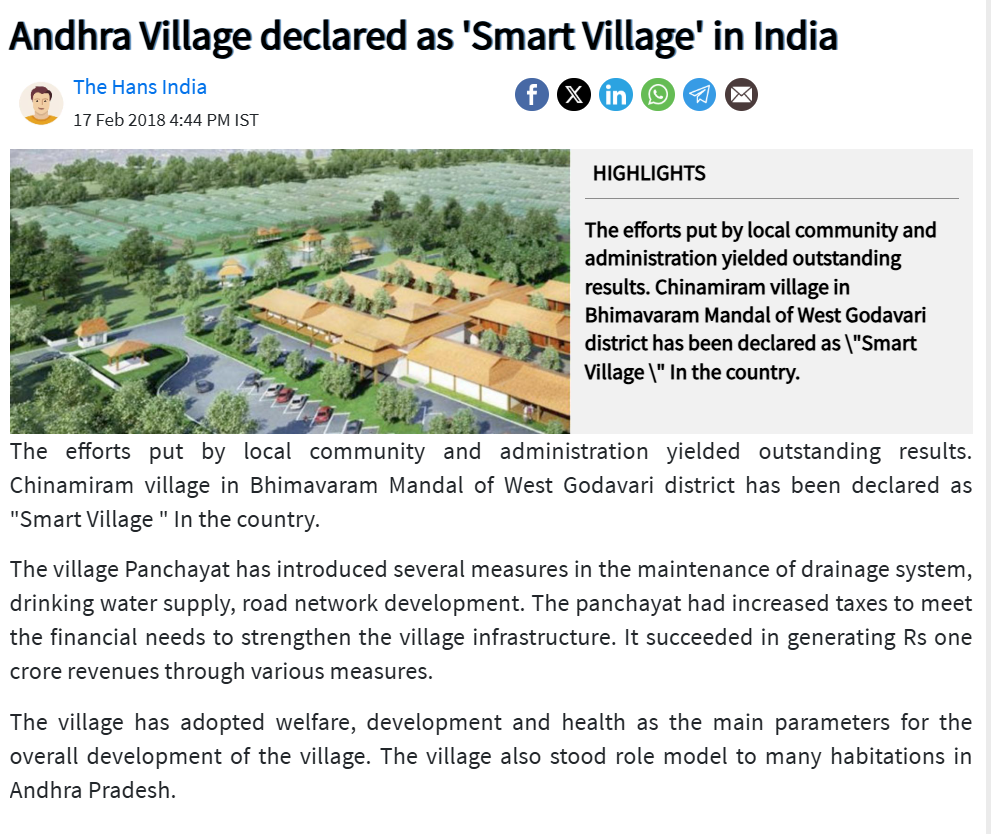 Andhra Village declared as 'Smart Village' in India
The Hans India
17 Feb 2018 4:44 PM IST
HIGHLIGHTS
The efforts put by local community and
administration yielded outstanding
results. Chinamiram village in
Bhimavaram Mandal of West Godavari
district has been declared as \"Smart
Village \" In the country.
The efforts put by local community and administration yielded outstanding results.
Chinamiram village in Bhimavaram Mandal of West Godavari district has been declared as
"Smart Village " In the country.
The village Panchayat has introduced several measures in the maintenance of drainage system,
drinking water supply, road network development. The panchayat had increased taxes to meet
the financial needs to strengthen the village infrastructure. It succeeded in generating Rs one
crore revenues through various measures.
The village has adopted welfare, development and health as the main parameters for the
overall development of the village. The village also stood role model to many habitations in
Andhra Pradesh.